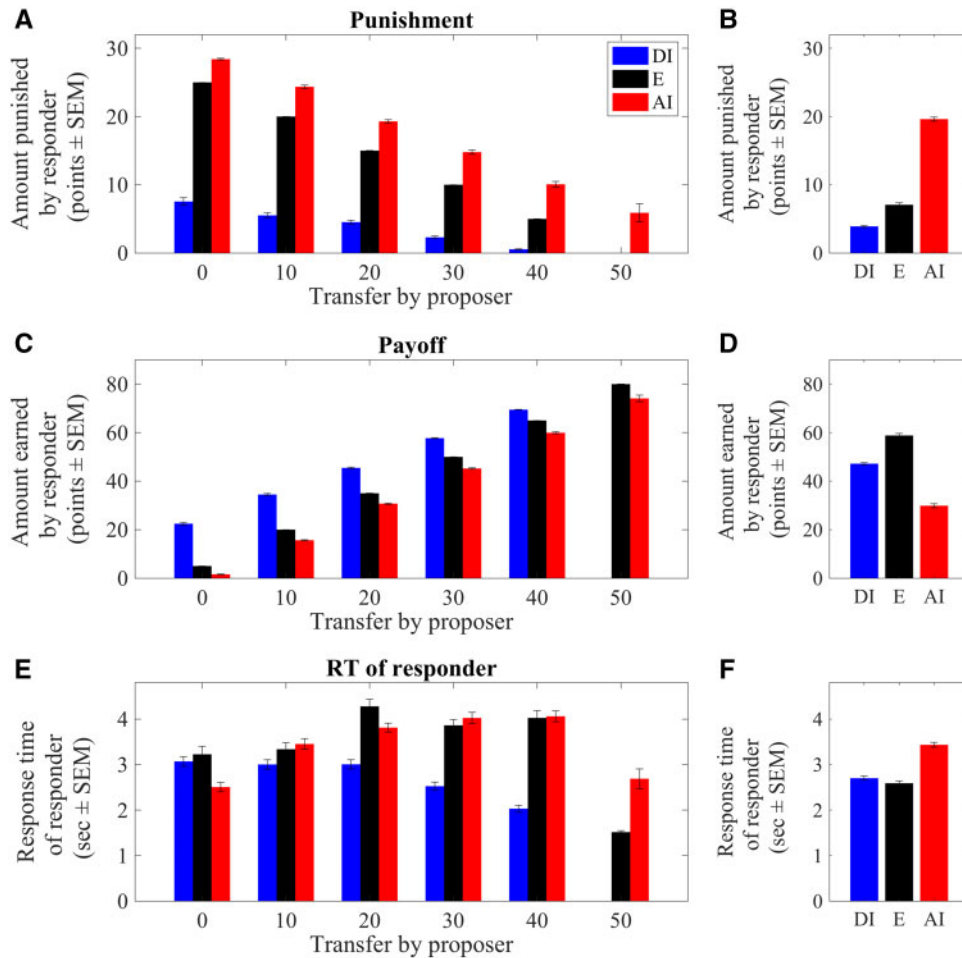 A
Punishment
Amount punished
by responder
(points ± SEM)
30
20
10
0
DI
E
AI
0 10 20 30 40 50
Transfer by proposer
B
Amount punished
by responder
(points ± SEM)
30
20
10
0
DI E AI
C
Payoff
Amount earned
by responder
(points ± SEM)
80
60
40
20
0
0 10 20 30 40 50
Transfer by proposer
D
Amount earned
by responder
(points ± SEM)
80
60
40
20
0
DI E AI
E
RT of responder
Response time
of responder
(sec ± SEM)
4
3
2
1
0
0 10 20 30 40 50
Transfer by proposer
F
Response time
of responder
(sec ± SEM)
4
3
2
1
0
DI E AI